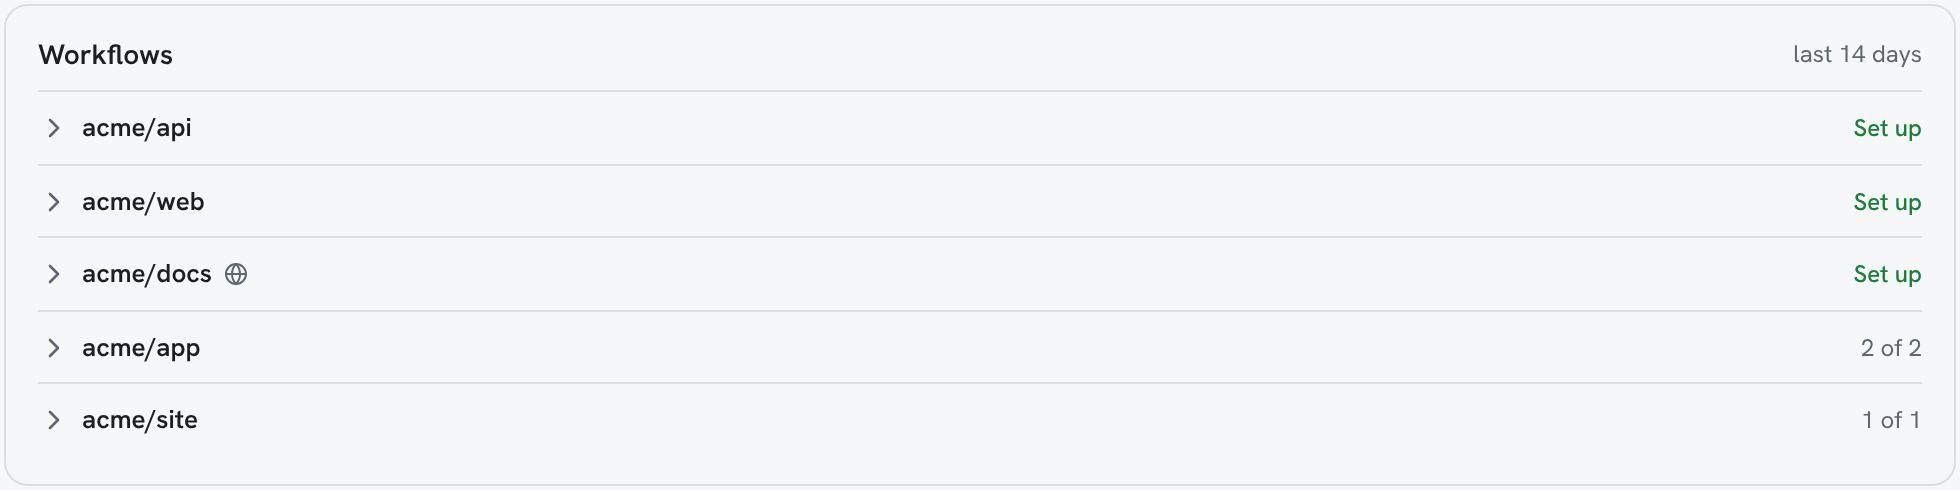 Workflows last 14 days
acme/api Set up
acme/web Set up
acme/docs Set up
acme/app 2 of 2
acme/site 1 of 1